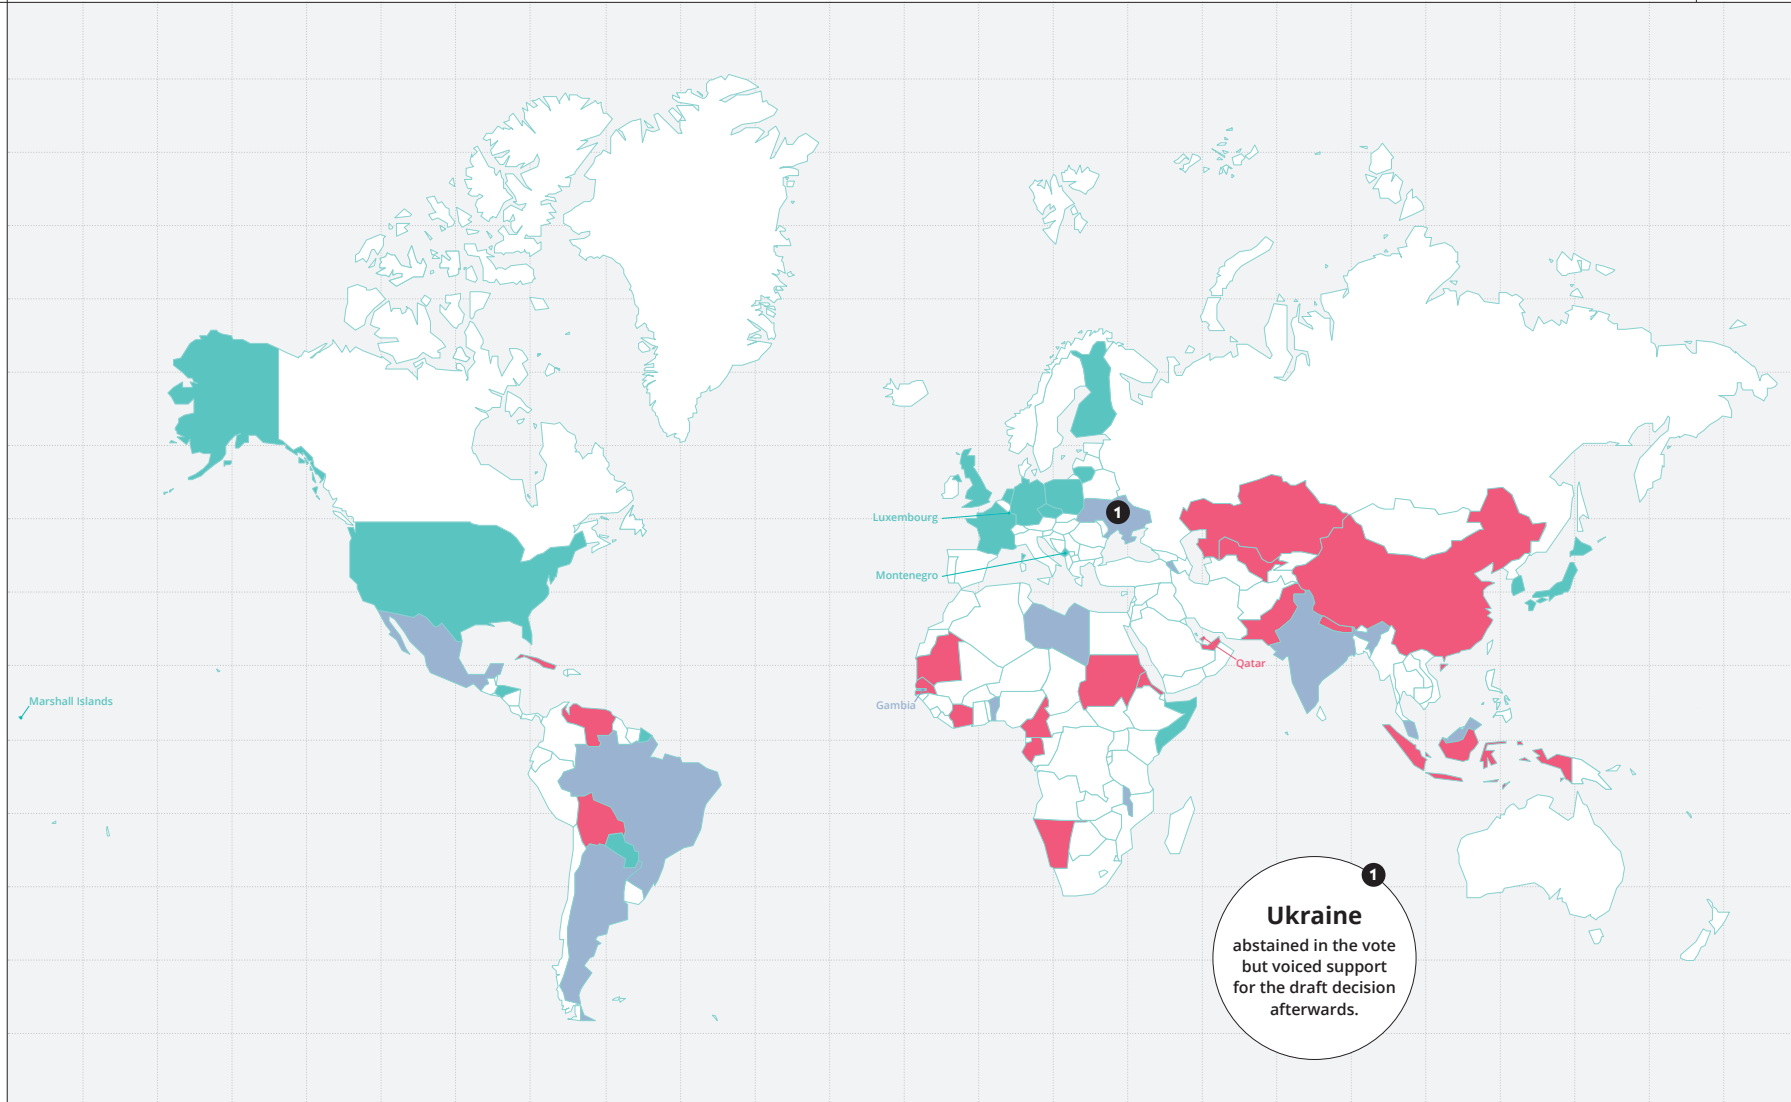 Luxembourg
1
Montenegro
Qatar
Marshall Islands
Gambia
1
Ukraine
abstained in the vote
but voiced support
for the draft decision
afterwards.